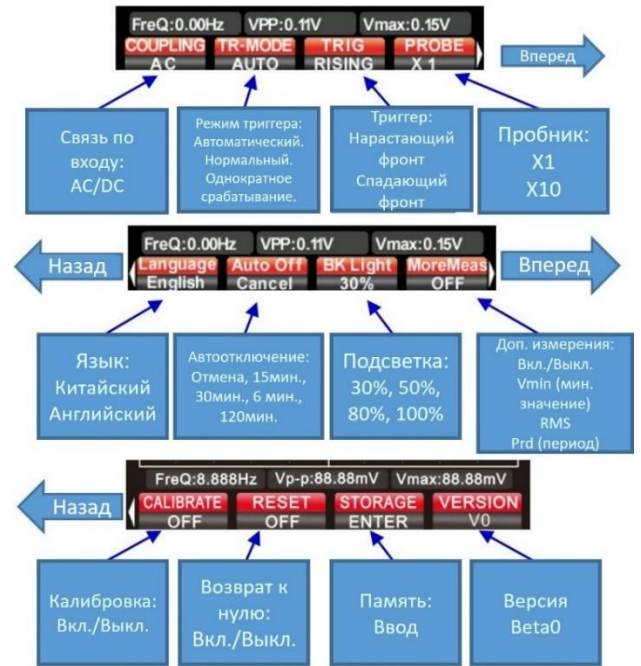 FreQ:0.00Hz VPP:0.11V Vmax:0.15V
COUPLING TR-MODE TRIG PROBE
AC AUTO RISING X 1
Вперед
Связь по
входу:
AC/DC
Режим триггера:
Автоматический.
Нормальный.
Однократное
срабатывание.
Триггер:
Нарастающий
фронт
Спадающий
фронт
Пробник:
X1
X10
Назад
FreQ:0.00Hz VPP:0.11V Vmax:0.15V
Language Auto Off BK Light MoreMeas
English Cancel 30% OFF
Вперед
Язык:
Китайский
Английский
Автоотключение:
Отмена, 15мин.,
30мин., 6 мин.,
120мин.
Подсветка:
30%, 50%,
80%, 100%
Доп. измерения:
Вкл./Выкл.
Vmin (мин.
значение)
RMS
Prd (период)
Назад
FreQ:8.888Hz Vp-p:88.88mV Vmax:88.88mV
CALIBRATE RESET STORAGE VERSION
OFF OFF ENTER V0
Калибровка:
Вкл./Выкл.
Возврат к
нулю:
Вкл./Выкл.
Память:
Ввод
Версия
Beta0